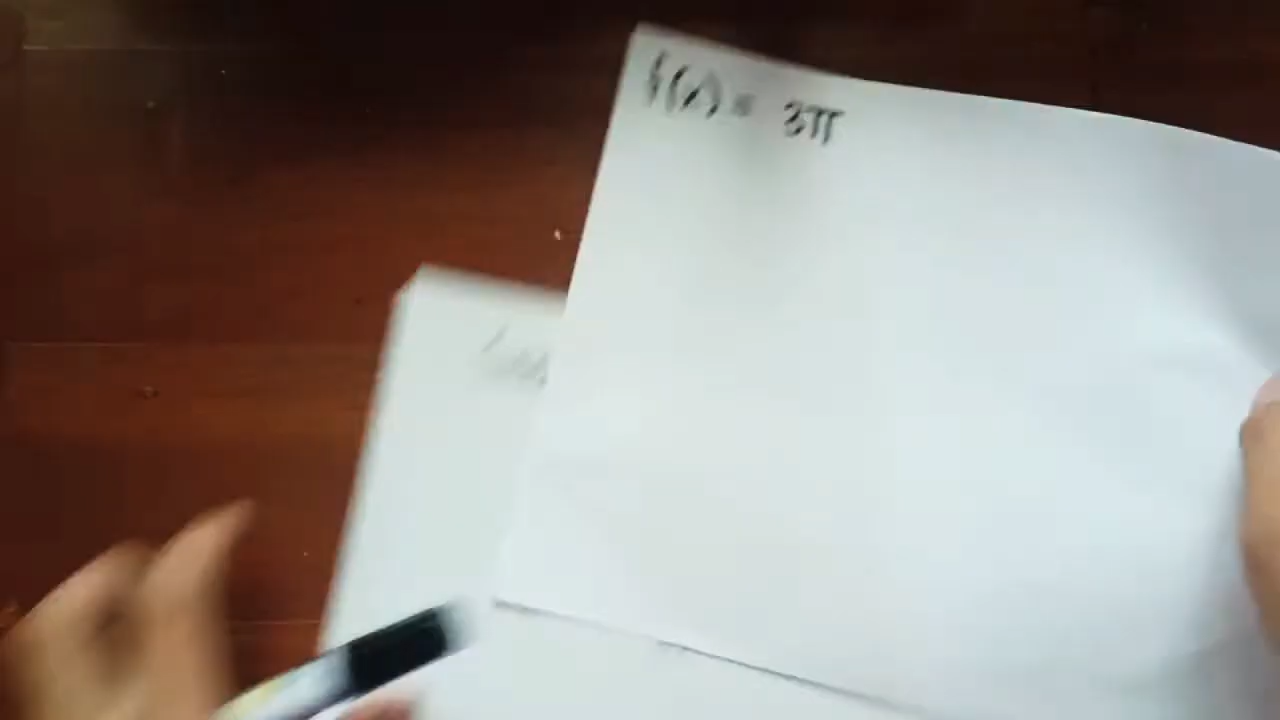 f(x) = 3π